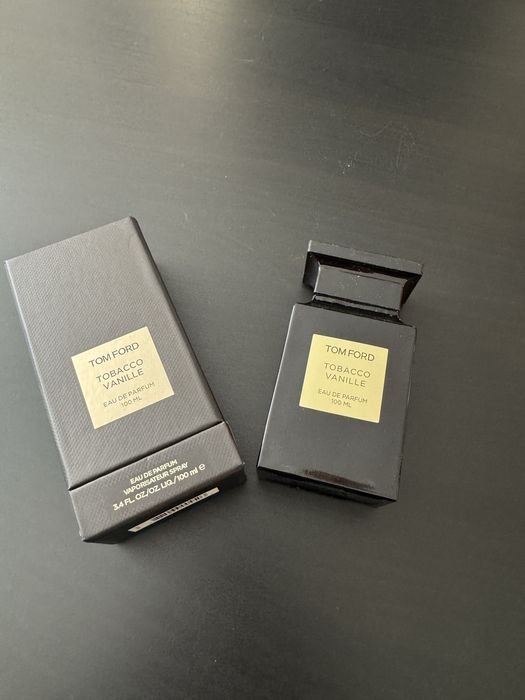 TOM FORD
TOBACCO
VANILLE
EAU DE PARFUM
100 ML
EAU DE PARFUM
VAPORISATEUR SPRAY
3.4 FL. OZ/OZ LIQ./100 ml ℮
TOM FORD
TOBACCO
VANILLE
EAU DE PARFUM
100 ML